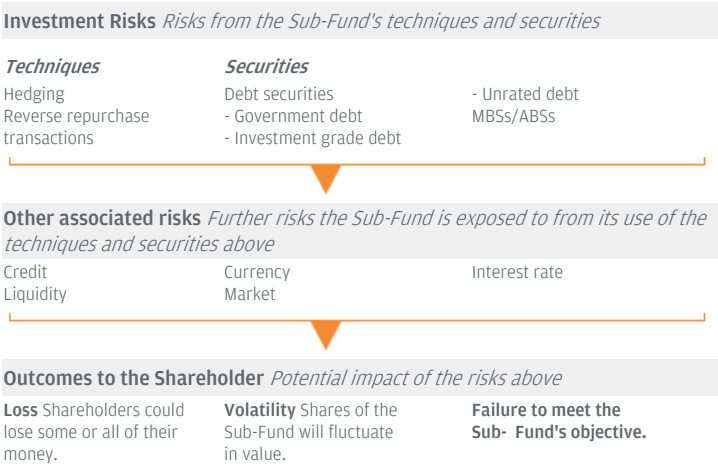 Investment Risks Risks from the Sub-Fund's techniques and securities
Techniques
Hedging
Reverse repurchase
transactions
Securities
Debt securities
- Government debt
- Investment grade debt
- Unrated debt
MBSs/ABSs
Other associated risks Further risks the Sub-Fund is exposed to from its use of the
techniques and securities above
Credit
Liquidity
Currency
Market
Interest rate
Outcomes to the Shareholder Potential impact of the risks above
Loss Shareholders could
lose some or all of their
money.
Volatility Shares of the
Sub-Fund will fluctuate
in value.
Failure to meet the
Sub- Fund's objective.